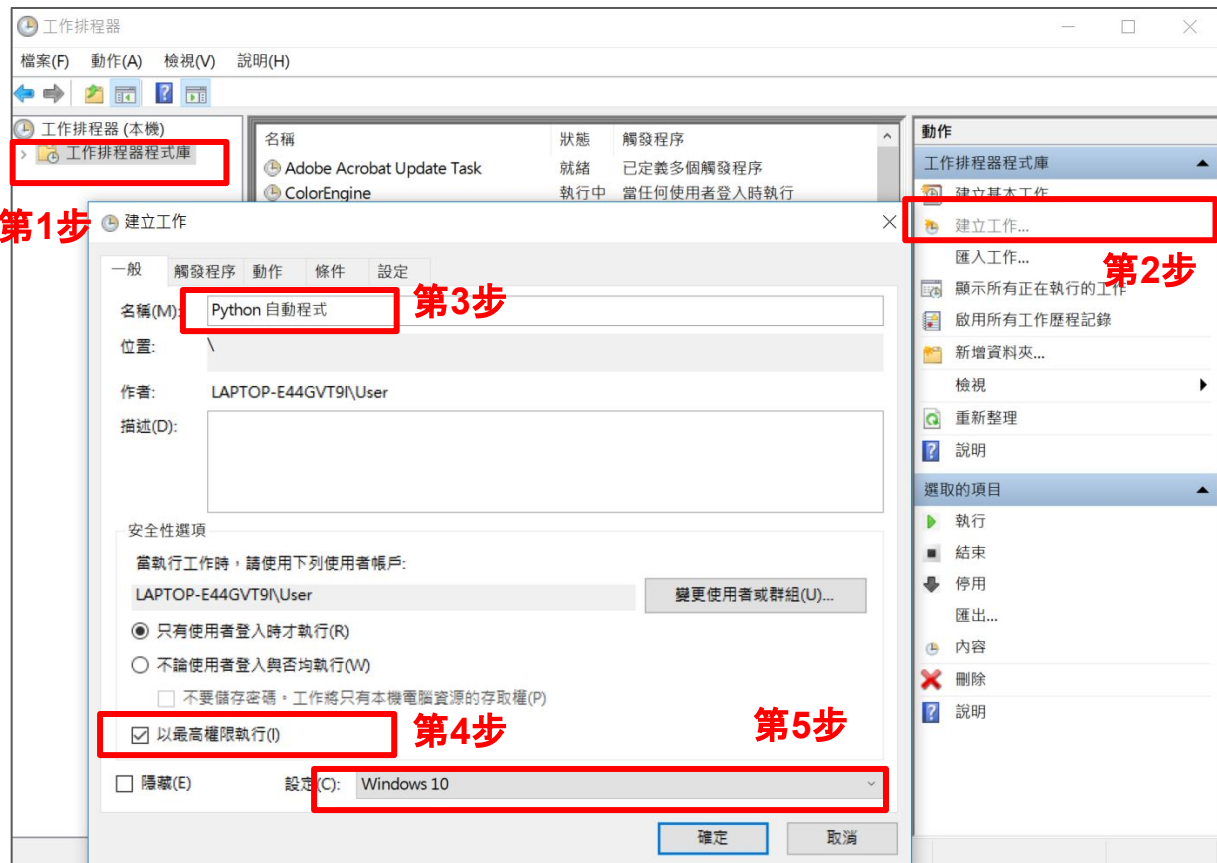 工作排程器
檔案(F) 動作(A) 檢視(V) 說明(H)
工作排程器 (本機)
工作排程器程式庫
第1步
名稱 狀態 觸發程序
Adobe Acrobat Update Task 就緒 已定義多個觸發程序
ColorEngine 執行中 當任何使用者登入時執行
建立工作
一般 觸發程序 動作 條件 設定
名稱(M): Python 自動程式
第3步
位置: \
作者: LAPTOP-E44GVT9I\User
描述(D):
安全性選項
當執行工作時，請使用下列使用者帳戶:
LAPTOP-E44GVT9I\User 變更使用者或群組(U)...
只有使用者登入時才執行(R)
不論使用者登入與否均執行(W)
不要儲存密碼。工作將只有本機電腦資源的存取權(P)
以最高權限執行(I)
第4步
第5步
隱藏(E) 設定(C): Windows 10
確定 取消
動作
工作排程器程式庫
建立基本工作
建立工作...
第2步
匯入工作...
顯示所有正在執行的工作
啟用所有工作歷程記錄
新增資料夾...
檢視
重新整理
說明
選取的項目
執行
結束
停用
匯出...
內容
刪除
說明